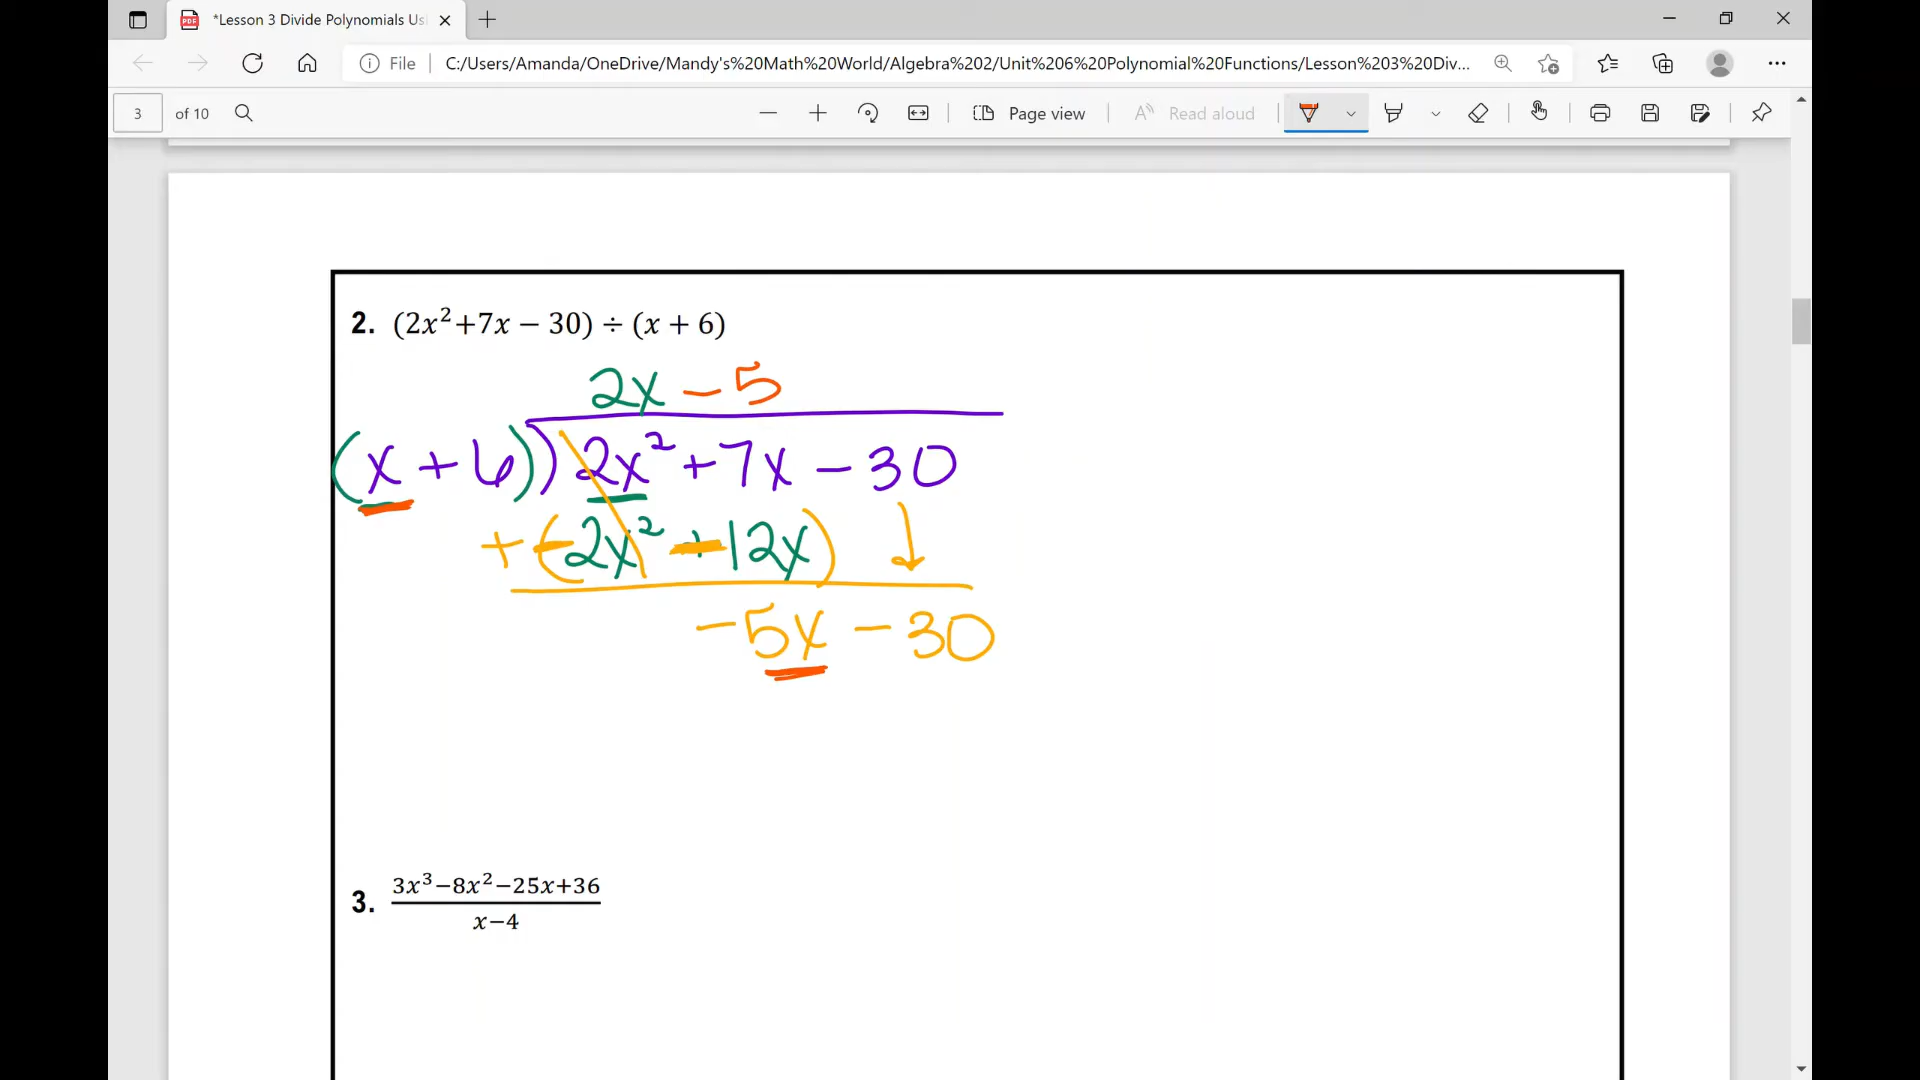 *Lesson 3 Divide Polynomials Us
File C:/Users/Amanda/OneDrive/Mandy's%20Math%20World/Algebra%202/Unit%206%20Polynomial%20Functions/Lesson%203%20Div...
3 of 10 Page view Read aloud
2. (2x²+7x − 30) ÷ (x + 6)
2x − 5
(x + 6) ) 2x² + 7x − 30
+ (−2x² − 12x)
−5x − 30
3. 3x³−8x²−25x+36
x−4